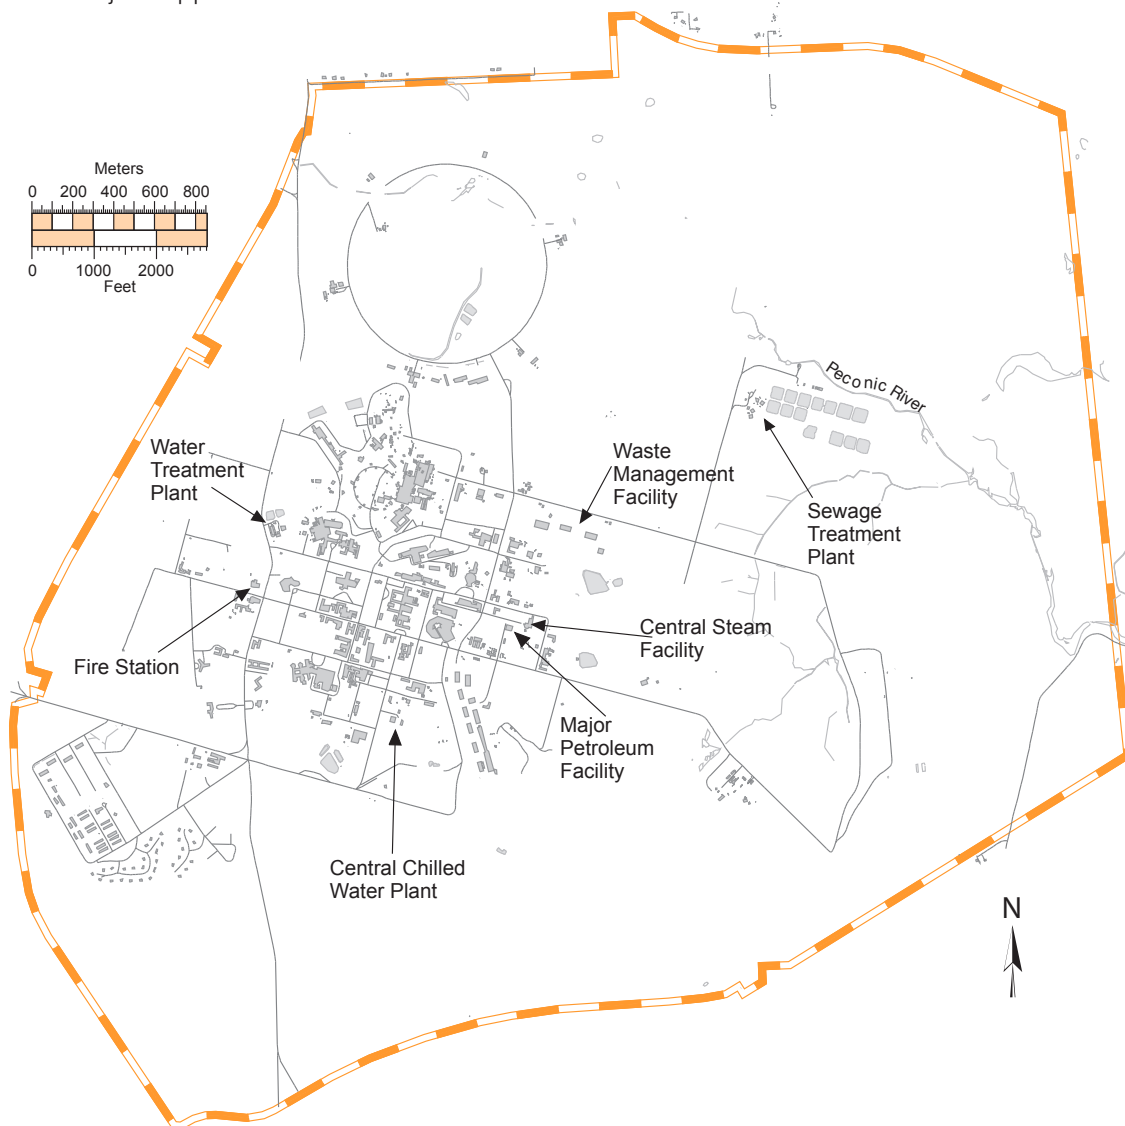 Meters
0 200 400 600 800
0 1000 2000
Feet
Peconic River
Water
Treatment
Plant
Waste
Management
Facility
Sewage
Treatment
Plant
Fire Station
Central Steam
Facility
Major
Petroleum
Facility
Central Chilled
Water Plant
N